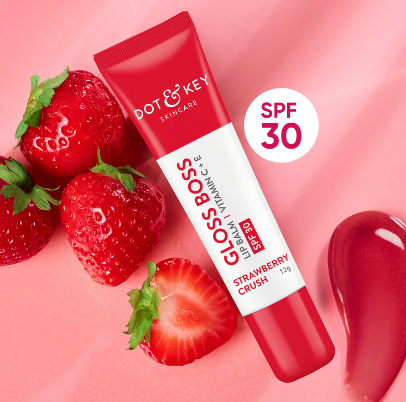 DOT & KEY
SKINCARE
GLOSS BOSS
LIP BALM | VITAMIN C + E
SPF 30
STRAWBERRY
CRUSH
12g
SPF
30